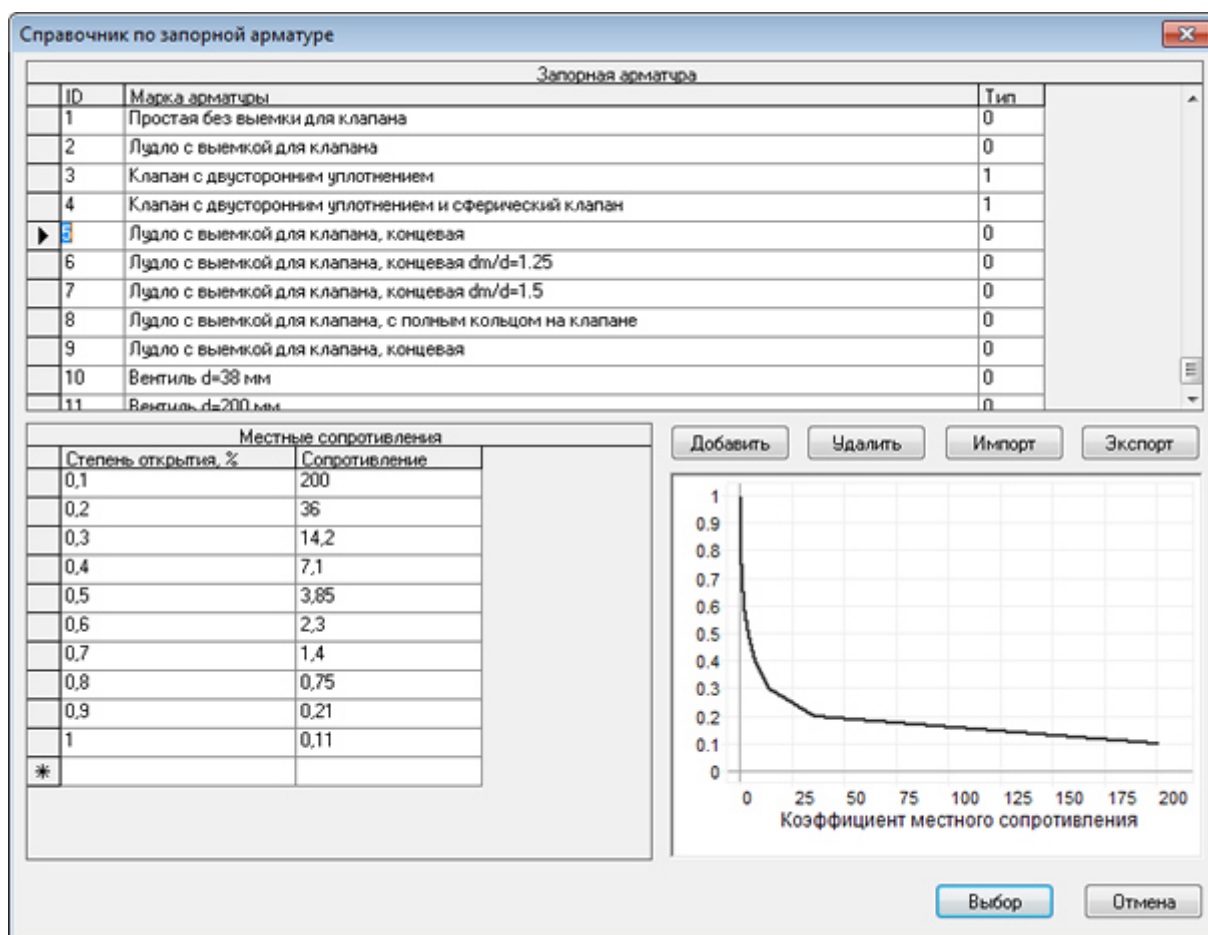 Справочник по запорной арматуре
Запорная арматура
ID Марка арматуры Тип
1 Простая без выемки для клапана 0
2 Лудло с выемкой для клапана 0
3 Клапан с двусторонним уплотнением 1
4 Клапан с двусторонним уплотнением и сферический клапан 1
5 Лудло с выемкой для клапана, концевая 0
6 Лудло с выемкой для клапана, концевая dm/d=1.25 0
7 Лудло с выемкой для клапана, концевая dm/d=1.5 0
8 Лудло с выемкой для клапана, с полным кольцом на клапане 0
9 Лудло с выемкой для клапана, концевая 0
10 Вентиль d=38 мм 0
11 Вентиль d=200 мм 0
Местные сопротивления
Степень открытия, % Сопротивление
0,1 200
0,2 36
0,3 14,2
0,4 7,1
0,5 3,85
0,6 2,3
0,7 1,4
0,8 0,75
0,9 0,21
1 0,11
*
Добавить Удалить Импорт Экспорт
1
0.9
0.8
0.7
0.6
0.5
0.4
0.3
0.2
0.1
0
0 25 50 75 100 125 150 175 200
Коэффициент местного сопротивления
Выбор Отмена